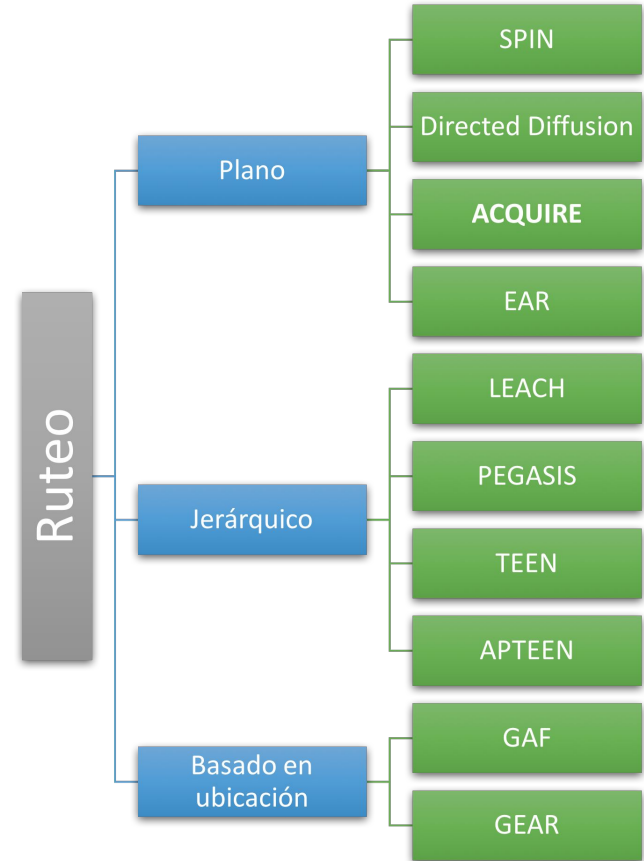 Ruteo
Plano
SPIN
Directed Diffusion
ACQUIRE
EAR
Jerárquico
LEACH
PEGASIS
TEEN
APTEEN
Basado en
ubicación
GAF
GEAR